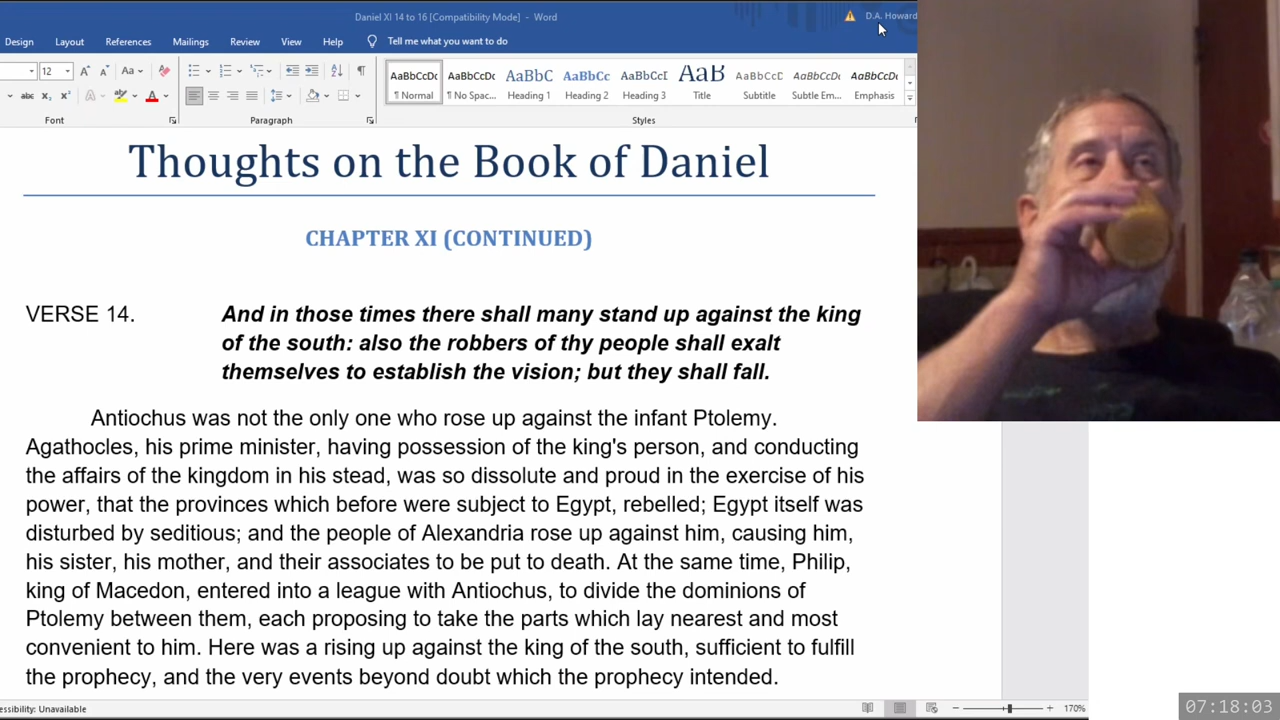 Daniel XI 14 to 16 [Compatibility Mode] - Word
D.A. Howard
Design Layout References Mailings Review View Help Tell me what you want to do
12
Aa
AaBbCcDc AaBbCcDc AaBbC AaBbCc AaBbCcD AaB AaBbCcD AaBbCcDc AaBbCcDc
¶ Normal ¶ No Spac... Heading 1 Heading 2 Heading 3 Title Subtitle Subtle Em... Emphasis
Font Paragraph Styles
Thoughts on the Book of Daniel
CHAPTER XI (CONTINUED)
VERSE 14. And in those times there shall many stand up against the king
of the south: also the robbers of thy people shall exalt
themselves to establish the vision; but they shall fall.
Antiochus was not the only one who rose up against the infant Ptolemy.
Agathocles, his prime minister, having possession of the king's person, and conducting
the affairs of the kingdom in his stead, was so dissolute and proud in the exercise of his
power, that the provinces which before were subject to Egypt, rebelled; Egypt itself was
disturbed by seditious; and the people of Alexandria rose up against him, causing him,
his sister, his mother, and their associates to be put to death. At the same time, Philip,
king of Macedon, entered into a league with Antiochus, to divide the dominions of
Ptolemy between them, each proposing to take the parts which lay nearest and most
convenient to him. Here was a rising up against the king of the south, sufficient to fulfill
the prophecy, and the very events beyond doubt which the prophecy intended.
essibility: Unavailable
170%
07:18:03